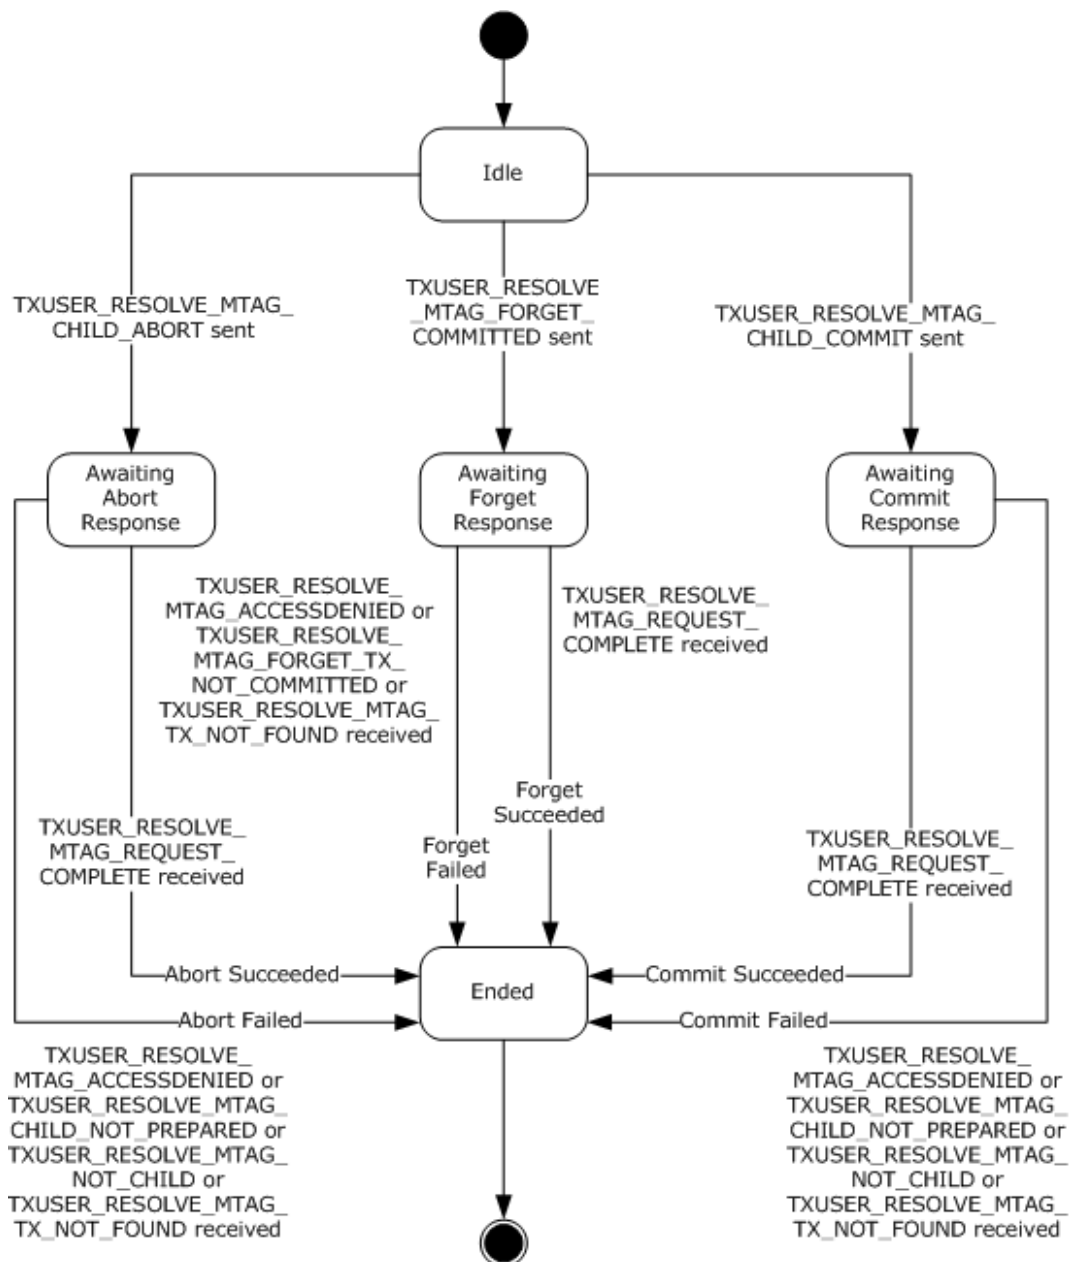 Idle
TXUSER_RESOLVE_MTAG_
CHILD_ABORT sent
TXUSER_RESOLVE
_MTAG_FORGET_
COMMITTED sent
TXUSER_RESOLVE_MTAG_
CHILD_COMMIT sent
Awaiting
Abort
Response
Awaiting
Forget
Response
Awaiting
Commit
Response
TXUSER_RESOLVE_
MTAG_ACCESSDENIED or
TXUSER_RESOLVE_
MTAG_FORGET_TX_
NOT_COMMITTED or
TXUSER_RESOLVE_MTAG_
TX_NOT_FOUND received
TXUSER_RESOLVE_
MTAG_REQUEST_
COMPLETE received
Forget
Succeeded
TXUSER_RESOLVE_
MTAG_REQUEST_
COMPLETE received
Forget
Failed
TXUSER_RESOLVE_
MTAG_REQUEST_
COMPLETE received
Abort Succeeded
Ended
Commit Succeeded
Abort Failed
Commit Failed
TXUSER_RESOLVE_
MTAG_ACCESSDENIED or
TXUSER_RESOLVE_MTAG_
CHILD_NOT_PREPARED or
TXUSER_RESOLVE_MTAG_
NOT_CHILD or
TXUSER_RESOLVE_MTAG_
TX_NOT_FOUND received
TXUSER_RESOLVE_
MTAG_ACCESSDENIED or
TXUSER_RESOLVE_MTAG_
CHILD_NOT_PREPARED or
TXUSER_RESOLVE_MTAG_
NOT_CHILD or
TXUSER_RESOLVE_MTAG_
TX_NOT_FOUND received